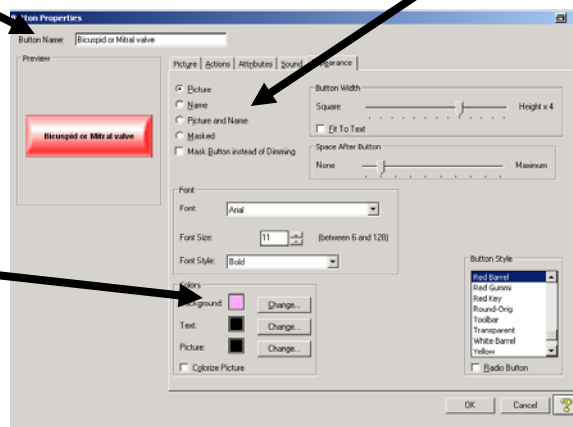 Button Properties
Button Name: Bicuspid or Mitral valve
Preview
Bicuspid or Mitral valve
Picture Actions Attributes Sound Appearance
Picture
Name
Picture and Name
Masked
Mask Button instead of Dimming
Button Width
Square Height x 4
Fit To Text
Space After Button
None Maximum
Font
Font: Arial
Font Size: 11 (between 6 and 128)
Font Style: Bold
Colors
Background: Change...
Text: Change...
Picture: Change...
Colorize Picture
Button Style
Red Barrel
Red Gummi
Red Key
Round-Orig
Toolbar
Transparent
White Barrel
Yellow
Radio Button
OK Cancel ?